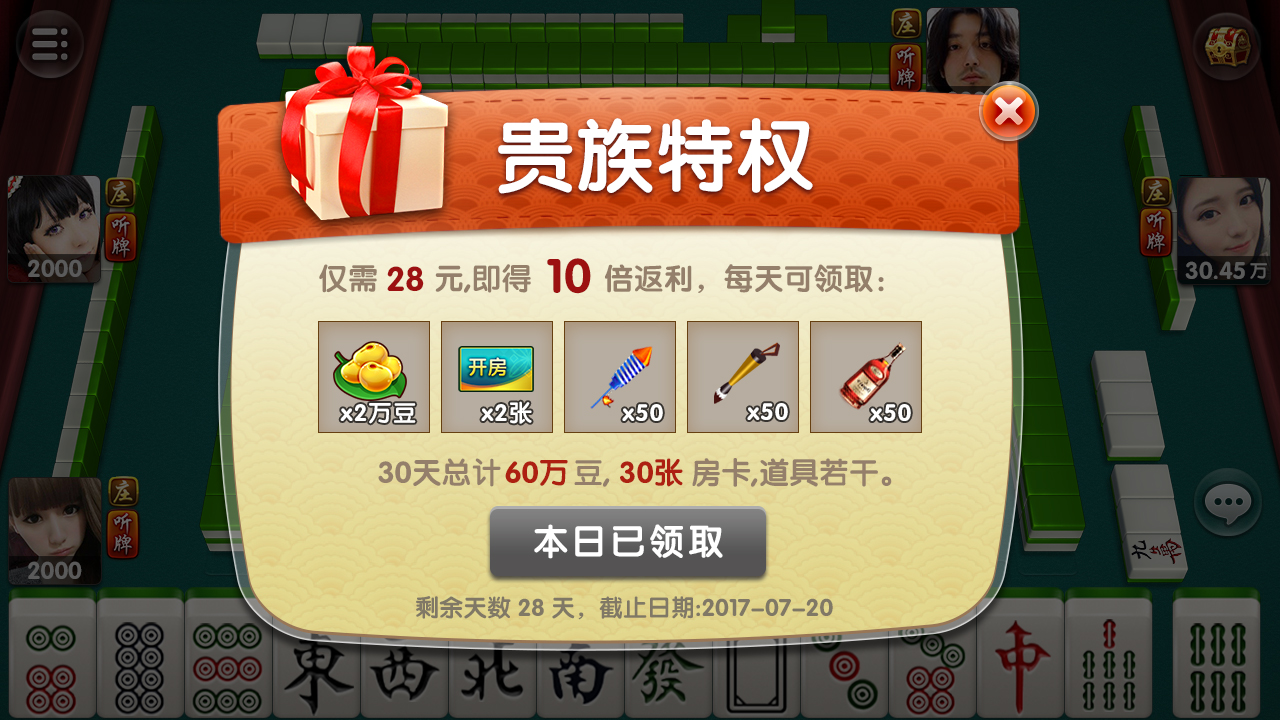 庄
听牌
贵族特权
庄
听牌
2000
庄
听牌
30.45万
仅需 28 元,即得 10 倍返利，每天可领取：
x2万豆
开房
x2张
x50
x50
x50
30天总计60万豆, 30张 房卡,道具若干。
庄
听牌
2000
本日已领取
剩余天数 28 天，截止日期:2017-07-20
九萬
東
西
北
南
發
中